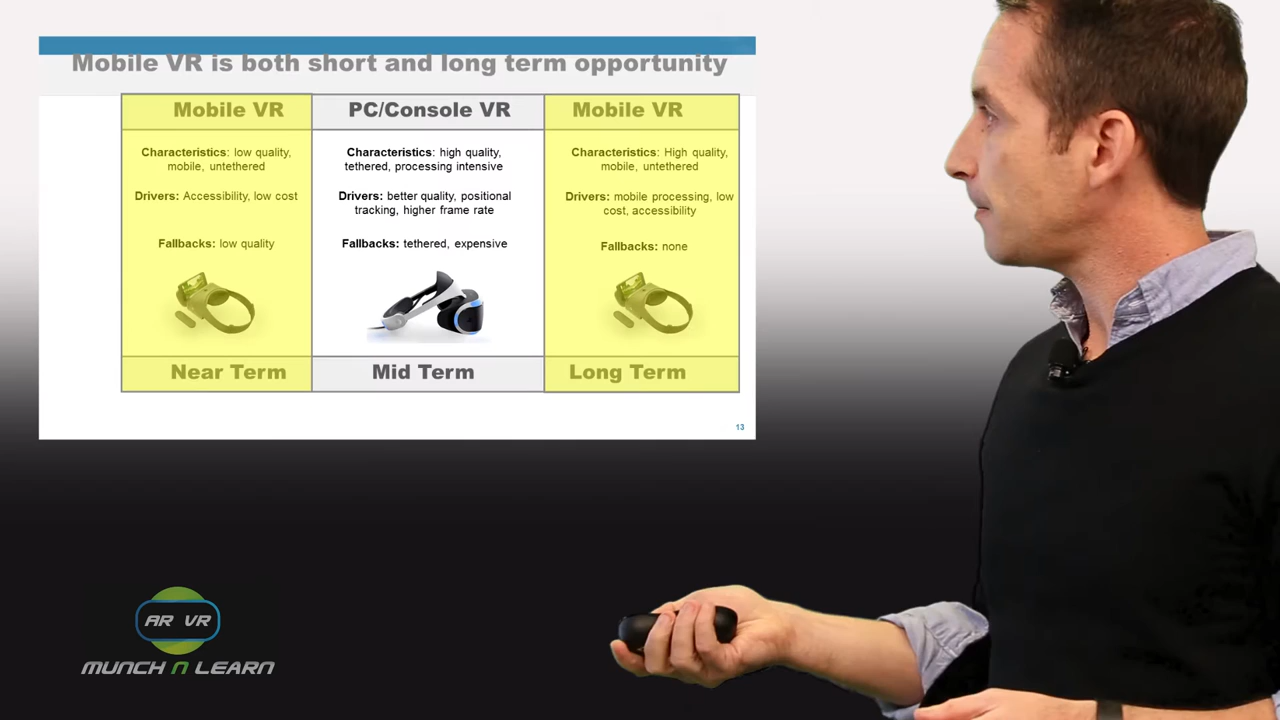 Mobile VR is both short and long term opportunity
Mobile VR
Characteristics: low quality,
mobile, untethered
Drivers: Accessibility, low cost
Fallbacks: low quality
Near Term
PC/Console VR
Characteristics: high quality,
tethered, processing intensive
Drivers: better quality, positional
tracking, higher frame rate
Fallbacks: tethered, expensive
Mid Term
Mobile VR
Characteristics: High quality,
mobile, untethered
Drivers: mobile processing, low
cost, accessibility
Fallbacks: none
Long Term
13
AR VR
MUNCH N LEARN